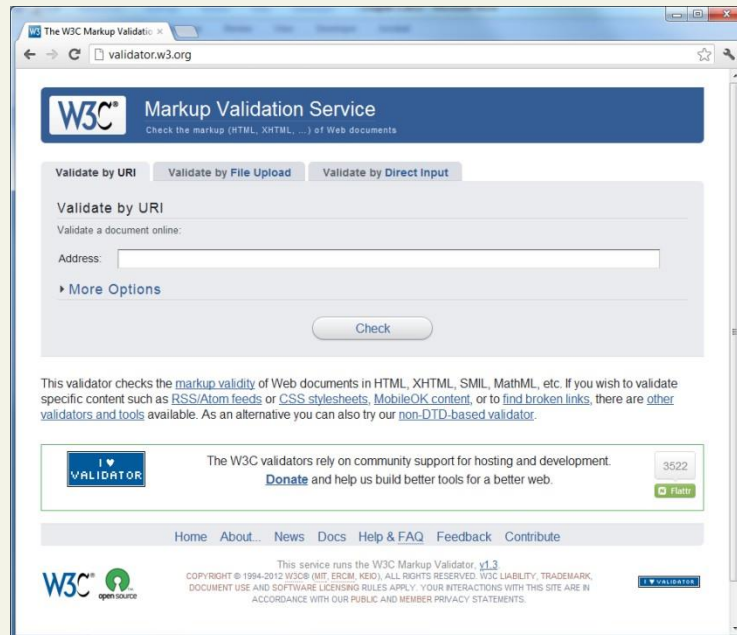 The W3C Markup Validatio
validator.w3.org
W3C® Markup Validation Service
Check the markup (HTML, XHTML, ...) of Web documents
Validate by URI Validate by File Upload Validate by Direct Input
Validate by URI
Validate a document online:
Address:
More Options
Check
This validator checks the markup validity of Web documents in HTML, XHTML, SMIL, MathML, etc. If you wish to validate
specific content such as RSS/Atom feeds or CSS stylesheets, MobileOK content, or to find broken links, there are other
validators and tools available. As an alternative you can also try our non-DTD-based validator.
I ♥
VALIDATOR
The W3C validators rely on community support for hosting and development.
Donate and help us build better tools for a better web.
3522
Flattr
Home About... News Docs Help & FAQ Feedback Contribute
W3C®
open source
This service runs the W3C Markup Validator, v1.3.
COPYRIGHT © 1994-2012 W3C® (MIT, ERCIM, KEIO), ALL RIGHTS RESERVED. W3C LIABILITY, TRADEMARK,
DOCUMENT USE AND SOFTWARE LICENSING RULES APPLY. YOUR INTERACTIONS WITH THIS SITE ARE IN
ACCORDANCE WITH OUR PUBLIC AND MEMBER PRIVACY STATEMENTS.
I ♥ VALIDATOR